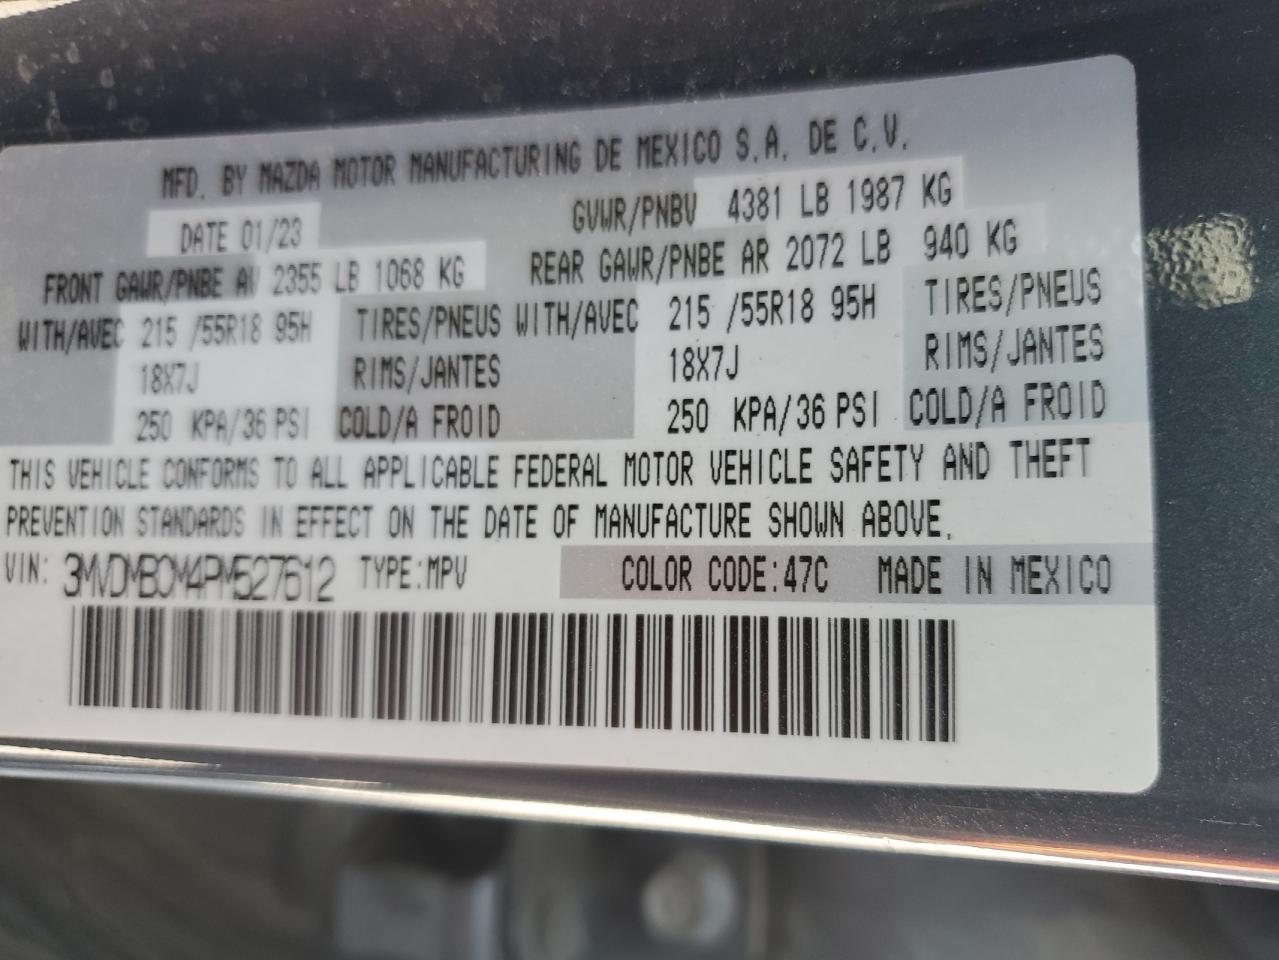 MFD. BY MAZDA MOTOR MANUFACTURING DE MEXICO S.A. DE C.V.
DATE 01/23 GVWR/PNBV 4381 LB 1987 KG
FRONT GAWR/PNBE AV 2355 LB 1068 KG REAR GAWR/PNBE AR 2072 LB 940 KG
WITH/AVEC 215 /55R18 95H TIRES/PNEUS WITH/AVEC 215 /55R18 95H TIRES/PNEUS
18X7J RIMS/JANTES 18X7J RIMS/JANTES
250 KPA/36 PSI COLD/A FROID 250 KPA/36 PSI COLD/A FROID
THIS VEHICLE CONFORMS TO ALL APPLICABLE FEDERAL MOTOR VEHICLE SAFETY AND THEFT
PREVENTION STANDARDS IN EFFECT ON THE DATE OF MANUFACTURE SHOWN ABOVE.
VIN: 3MVDMBCM4PM527612 TYPE:MPV COLOR CODE:47C MADE IN MEXICO